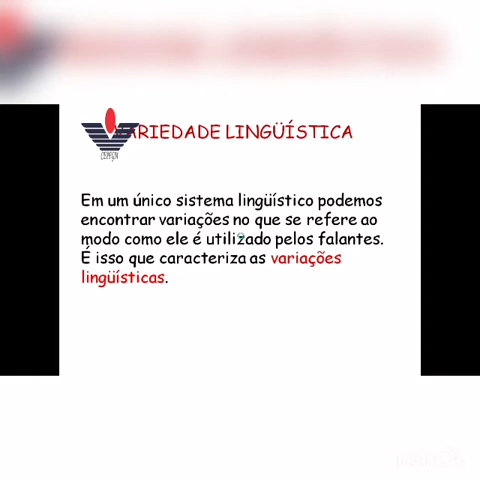 VARIEDADE LINGÜÍSTICA
Em um único sistema lingüístico podemos
encontrar variações no que se refere ao
modo como ele é utilizado pelos falantes.
É isso que caracteriza as variações
lingüísticas.